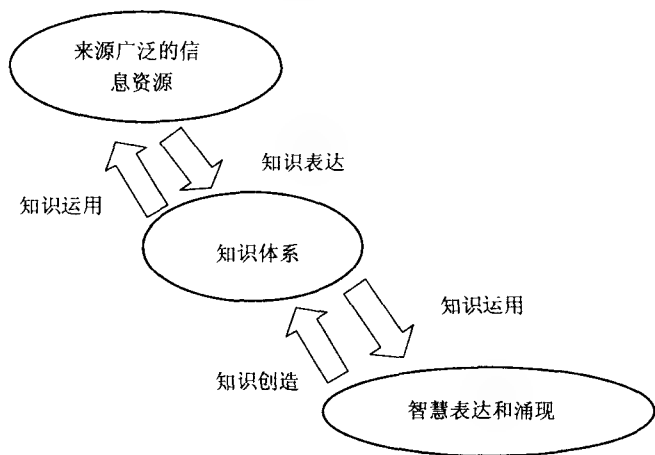 来源广泛的信
息资源
知识表达
知识运用
知识体系
知识运用
知识创造
智慧表达和涌现